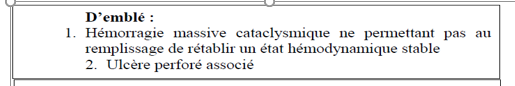 D’emblé :
1. Hémorragie massive cataclysmique ne permettant pas au
remplissage de rétablir un état hémodynamique stable
2. Ulcère perforé associé